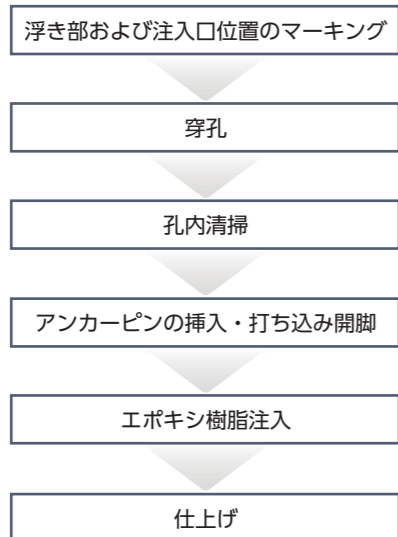 浮き部および注入口位置のマーキング
穿孔
孔内清掃
アンカーピンの挿入・打ち込み開脚
エポキシ樹脂注入
仕上げ